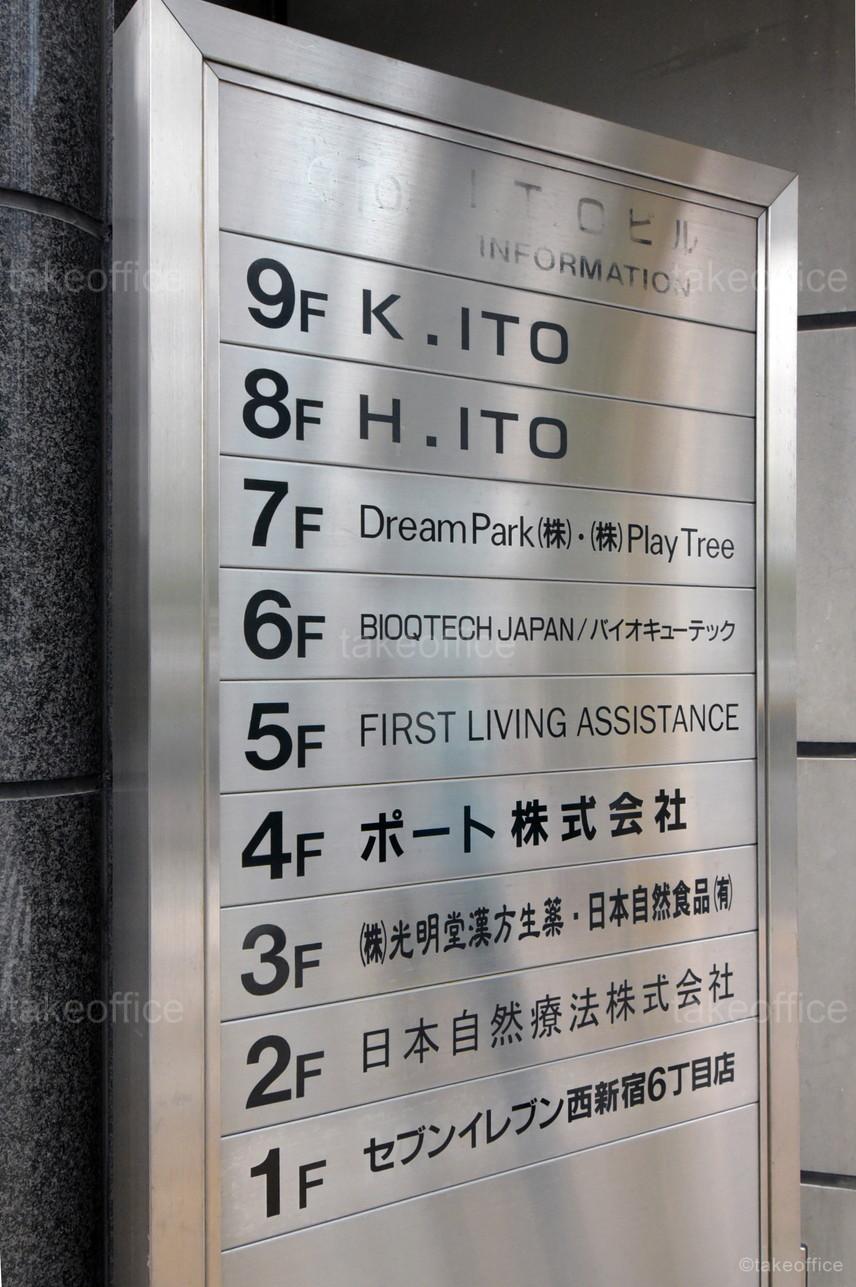 ITOビル
INFORMATION
9F K.ITO
8F H.ITO
7F DreamPark㈱・㈱PlayTree
6F BIOQTECH JAPAN/バイオキューテック
5F FIRST LIVING ASSISTANCE
4F ポート株式会社
3F ㈱光明堂漢方生薬・日本自然食品㈲
2F 日本自然療法株式会社
1F セブンイレブン西新宿6丁目店
takeoffice
takeoffice
takeoffice
takeoffice
takeoffice
©takeoffice